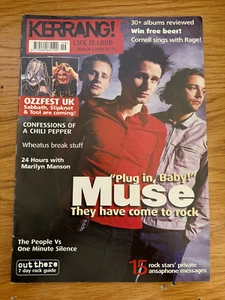 KERRANG!
LIFE IS LOUD
30+ albums reviewed
Win free beer!
Cornell sings with Rage!
OZZFEST UK
Sabbath, Slipknot
& Tool are coming!
CONFESSIONS OF
A CHILI PEPPER
Wheatus break stuff
24 Hours with
Marilyn Manson
"Plug in, Baby!"
Muse
They have come to rock
The People Vs
One Minute Silence
outthere
7 day rock guide
15 rock stars' private
ansaphone messages